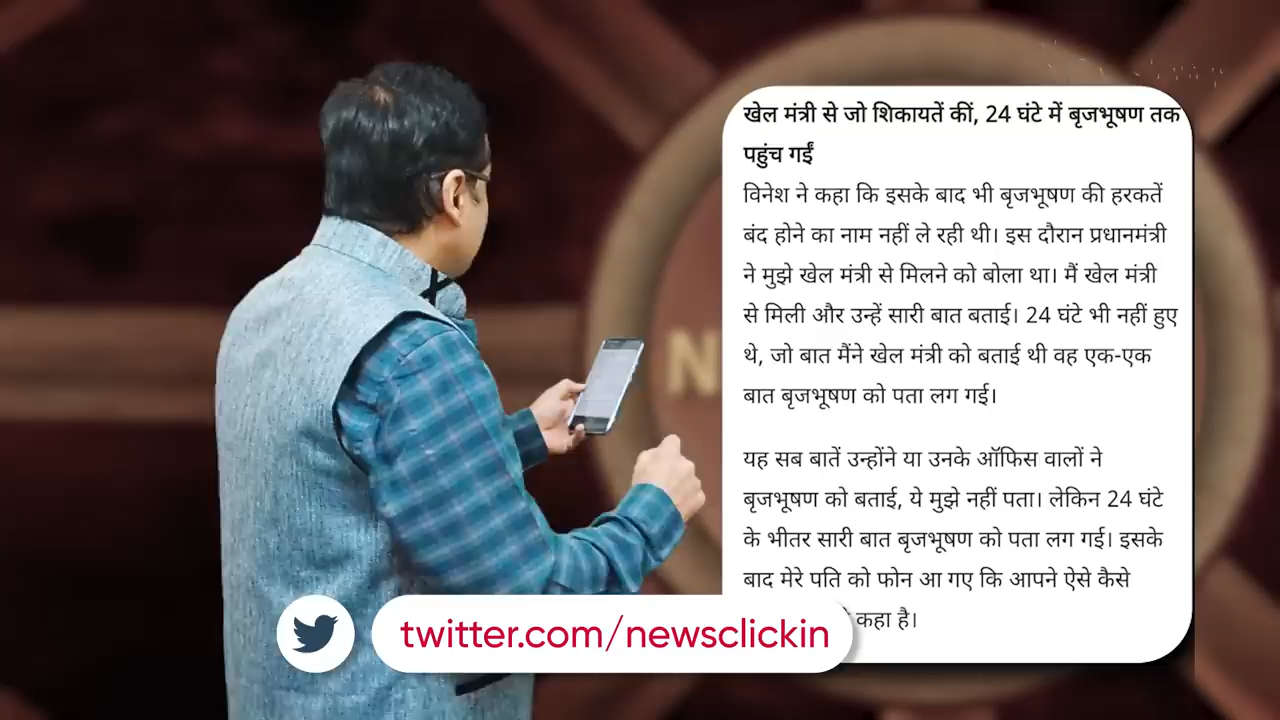 खेल मंत्री से जो शिकायतें कीं, 24 घंटे में बृजभूषण तक
पहुंच गईं
विनेश ने कहा कि इसके बाद भी बृजभूषण की हरकतें
बंद होने का नाम नहीं ले रही थी। इस दौरान प्रधानमंत्री
ने मुझे खेल मंत्री से मिलने को बोला था। मैं खेल मंत्री
से मिली और उन्हें सारी बात बताई। 24 घंटे भी नहीं हुए
थे, जो बात मैंने खेल मंत्री को बताई थी वह एक-एक
बात बृजभूषण को पता लग गई।
यह सब बातें उन्होंने या उनके ऑफिस वालों ने
बृजभूषण को बताई, ये मुझे नहीं पता। लेकिन 24 घंटे
के भीतर सारी बात बृजभूषण को पता लग गई। इसके
बाद मेरे पति को फोन आ गए कि आपने ऐसे कैसे
कहा है।
twitter.com/newsclickin
N